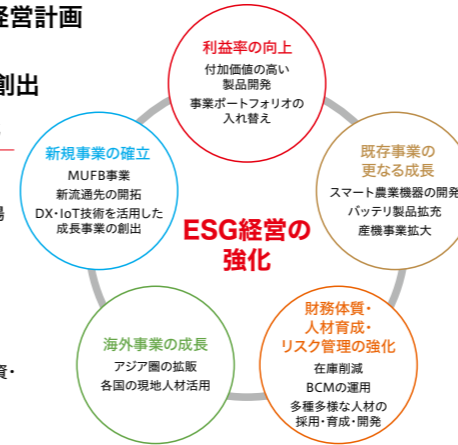 経営計画
創出
利益率の向上
付加価値の高い
製品開発
事業ポートフォリオの
入れ替え
新規事業の確立
MUFB事業
新流通先の開拓
DX・IoT技術を活用した
成長事業の創出
既存事業の
更なる成長
スマート農業機器の開発
バッテリ製品拡充
産機事業拡大
ESG経営の
強化
海外事業の成長
アジア圏の拡販
各国の現地人材活用
財務体質・
人材育成・
リスク管理の強化
在庫削減
BCMの運用
多種多様な人材の
採用・育成・開発
資・